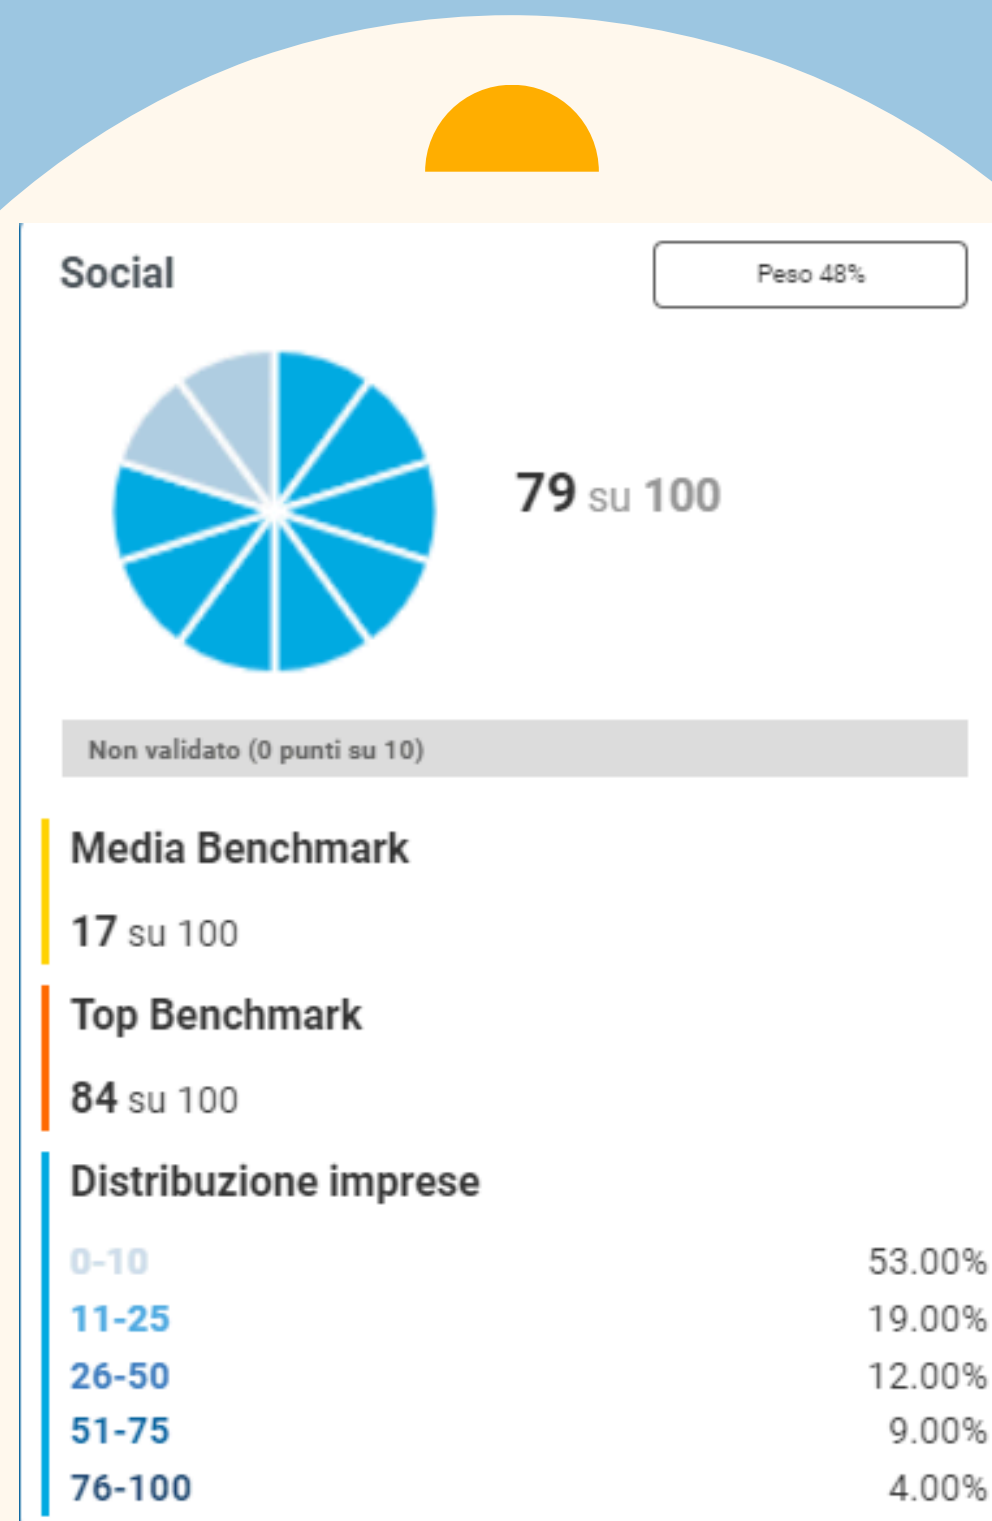 Social
Peso 48%
79 su 100
Non validato (0 punti su 10)
Media Benchmark
17 su 100
Top Benchmark
84 su 100
Distribuzione imprese
0-10 53.00%
11-25 19.00%
26-50 12.00%
51-75 9.00%
76-100 4.00%